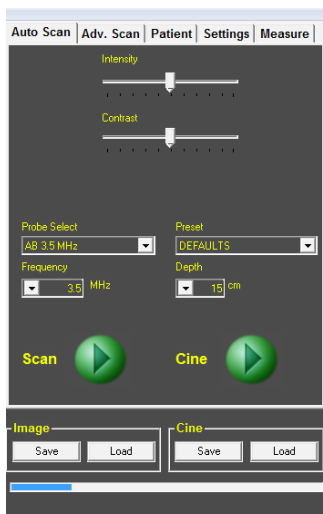 Auto Scan Adv. Scan Patient Settings Measure
Intensity
Contrast
Probe Select Preset
AB 3.5 MHz DEFAULTS
Frequency Depth
3.5 MHz 15 cm
Scan Cine
Image Cine
Save Load Save Load